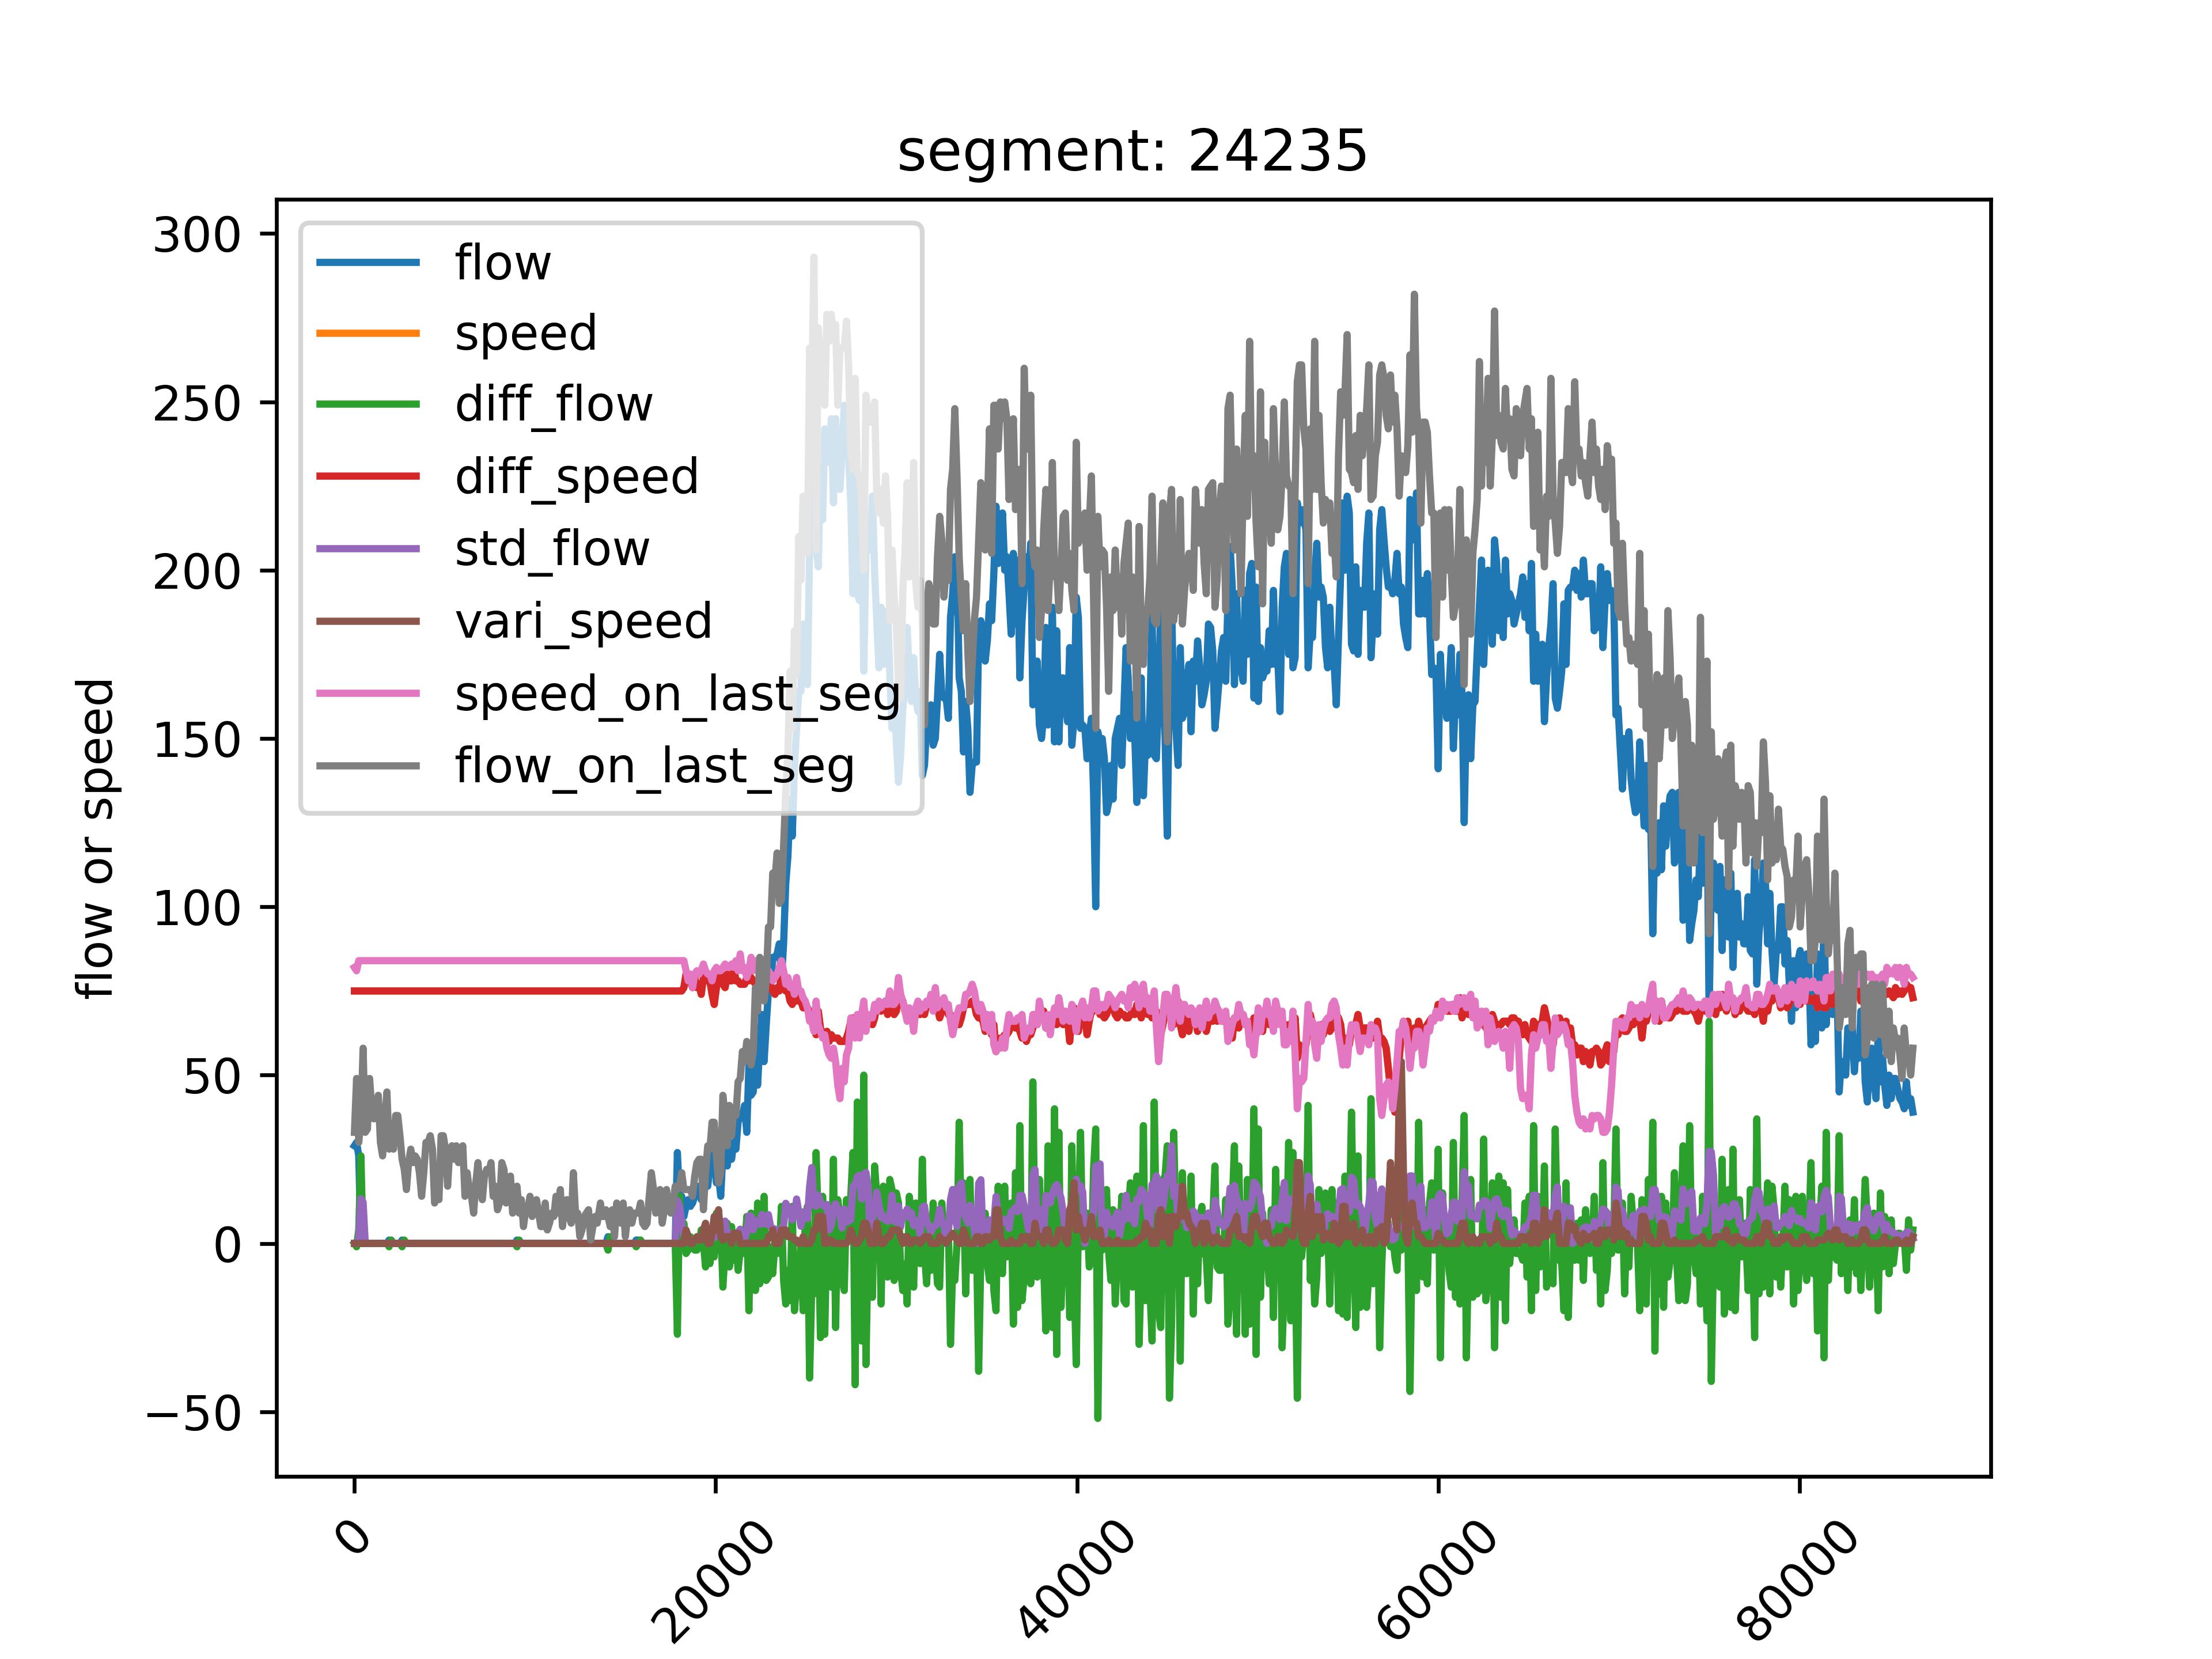 segment: 24235
300
250
200
150
100
50
0
−50
flow or speed
flow
speed
diff_flow
diff_speed
std_flow
vari_speed
speed_on_last_seg
flow_on_last_seg
0
20000
40000
60000
80000